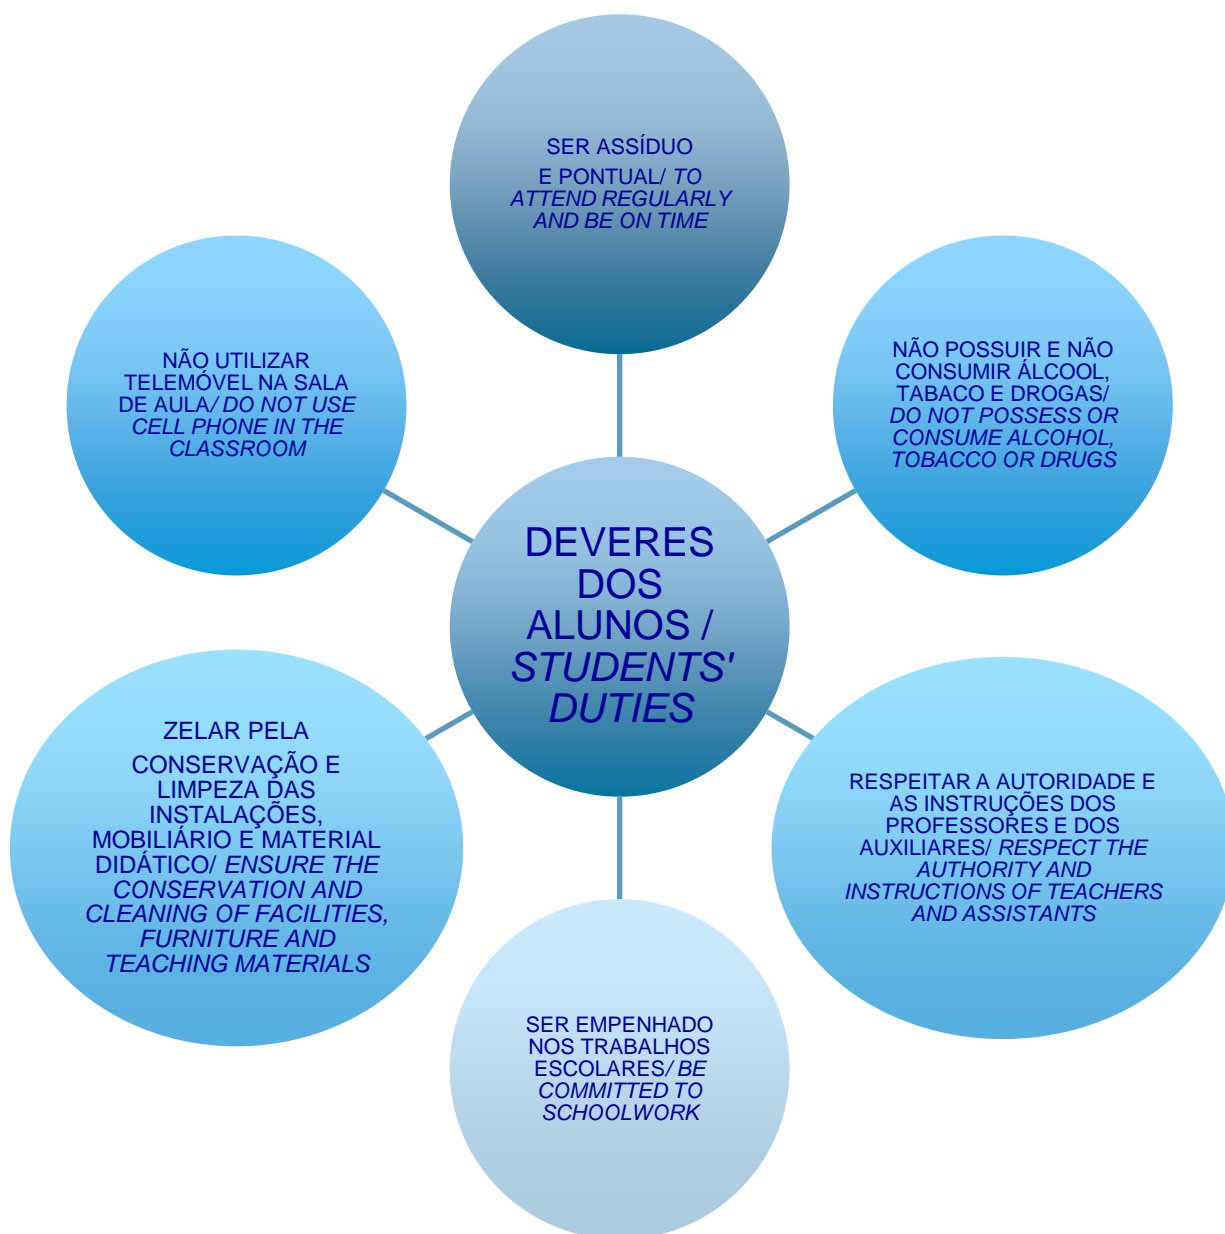 SER ASSÍDUO
E PONTUAL/ TO
ATTEND REGULARLY
AND BE ON TIME
NÃO UTILIZAR
TELEMÓVEL NA SALA
DE AULA/ DO NOT USE
CELL PHONE IN THE
CLASSROOM
NÃO POSSUIR E NÃO
CONSUMIR ÁLCOOL,
TABACO E DROGAS/
DO NOT POSSESS OR
CONSUME ALCOHOL,
TOBACCO OR DRUGS
DEVERES
DOS
ALUNOS /
STUDENTS'
DUTIES
ZELAR PELA
CONSERVAÇÃO E
LIMPEZA DAS
INSTALAÇÕES,
MOBILIÁRIO E MATERIAL
DIDÁTICO/ ENSURE THE
CONSERVATION AND
CLEANING OF FACILITIES,
FURNITURE AND
TEACHING MATERIALS
RESPEITAR A AUTORIDADE E
AS INSTRUÇÕES DOS
PROFESSORES E DOS
AUXILIARES/ RESPECT THE
AUTHORITY AND
INSTRUCTIONS OF TEACHERS
AND ASSISTANTS
SER EMPENHADO
NOS TRABALHOS
ESCOLARES/ BE
COMMITTED TO
SCHOOLWORK